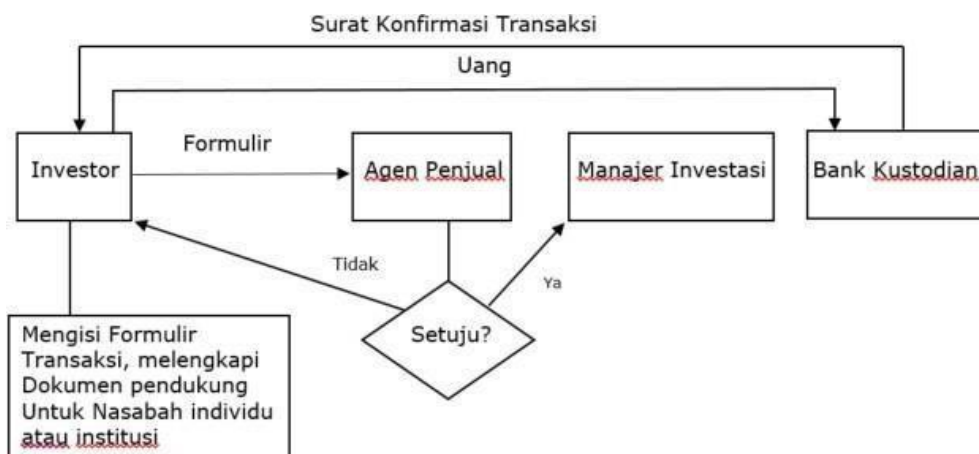 Surat Konfirmasi Transaksi
Uang
Investor
Formulir
Agen Penjual
Manajer Investasi
Bank Kustodian
Tidak
Ya
Setuju?
Mengisi Formulir
Transaksi, melengkapi
Dokumen pendukung
Untuk Nasabah individu
atau institusi